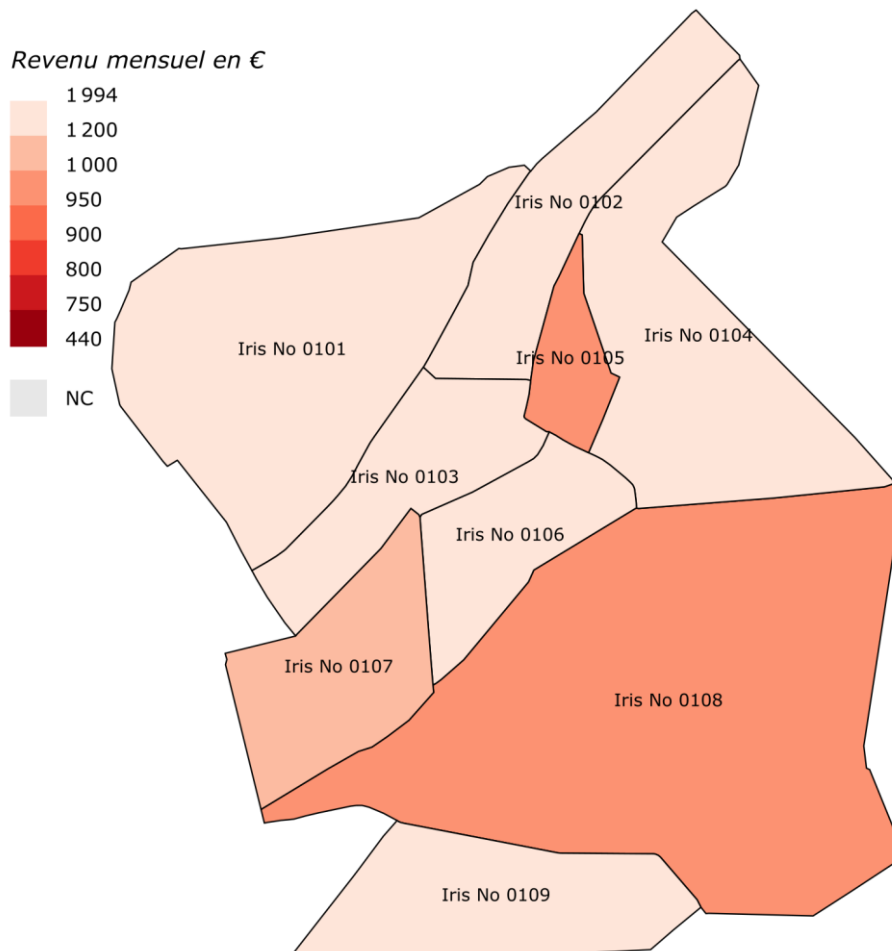 Revenu mensuel en €
1 994
1 200
1 000
950
900
800
750
440
NC
Iris No 0102
Iris No 0104
Iris No 0101
Iris No 0105
Iris No 0103
Iris No 0106
Iris No 0107
Iris No 0108
Iris No 0109